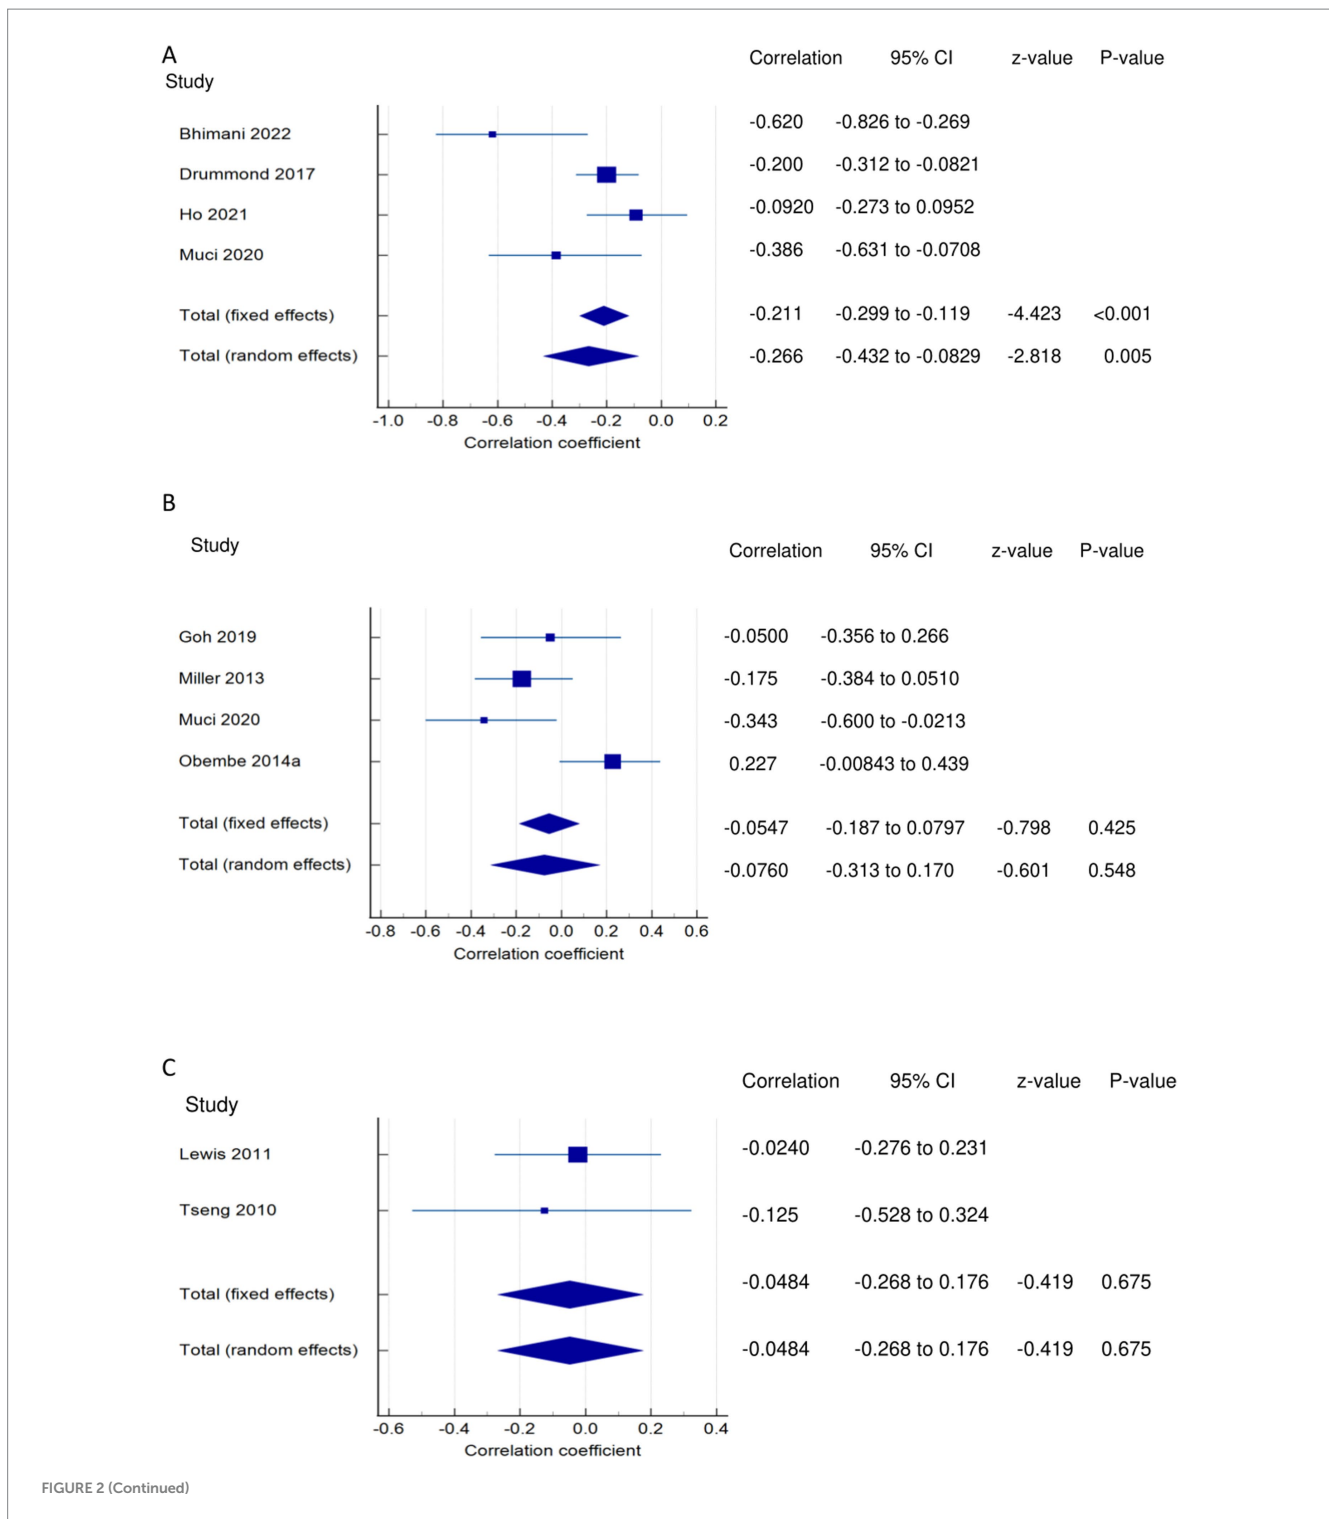 A
Study
Correlation 95% CI z-value P-value
Bhimani 2022 -0.620 -0.826 to -0.269
Drummond 2017 -0.200 -0.312 to -0.0821
Ho 2021 -0.0920 -0.273 to 0.0952
Muci 2020 -0.386 -0.631 to -0.0708
Total (fixed effects) -0.211 -0.299 to -0.119 -4.423 <0.001
Total (random effects) -0.266 -0.432 to -0.0829 -2.818 0.005
-1.0 -0.8 -0.6 -0.4 -0.2 0.0 0.2
Correlation coefficient
B
Study
Correlation 95% CI z-value P-value
Goh 2019 -0.0500 -0.356 to 0.266
Miller 2013 -0.175 -0.384 to 0.0510
Muci 2020 -0.343 -0.600 to -0.0213
Obembe 2014a 0.227 -0.00843 to 0.439
Total (fixed effects) -0.0547 -0.187 to 0.0797 -0.798 0.425
Total (random effects) -0.0760 -0.313 to 0.170 -0.601 0.548
-0.8 -0.6 -0.4 -0.2 0.0 0.2 0.4 0.6
Correlation coefficient
C
Study
Correlation 95% CI z-value P-value
Lewis 2011 -0.0240 -0.276 to 0.231
Tseng 2010 -0.125 -0.528 to 0.324
Total (fixed effects) -0.0484 -0.268 to 0.176 -0.419 0.675
Total (random effects) -0.0484 -0.268 to 0.176 -0.419 0.675
-0.6 -0.4 -0.2 0.0 0.2 0.4
Correlation coefficient
FIGURE 2 (Continued)